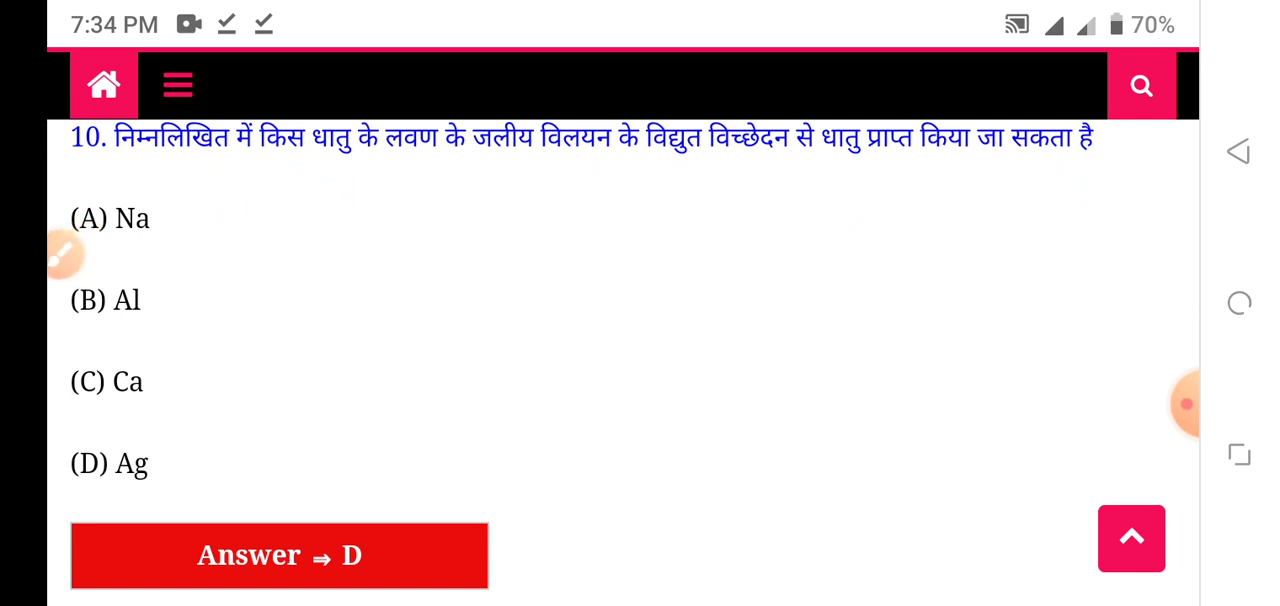 7:34 PM 70%
10. निम्नलिखित में किस धातु के लवण के जलीय विलयन के विद्युत विच्छेदन से धातु प्राप्त किया जा सकता है
(A) Na
(B) Al
(C) Ca
(D) Ag
Answer ⇒ D